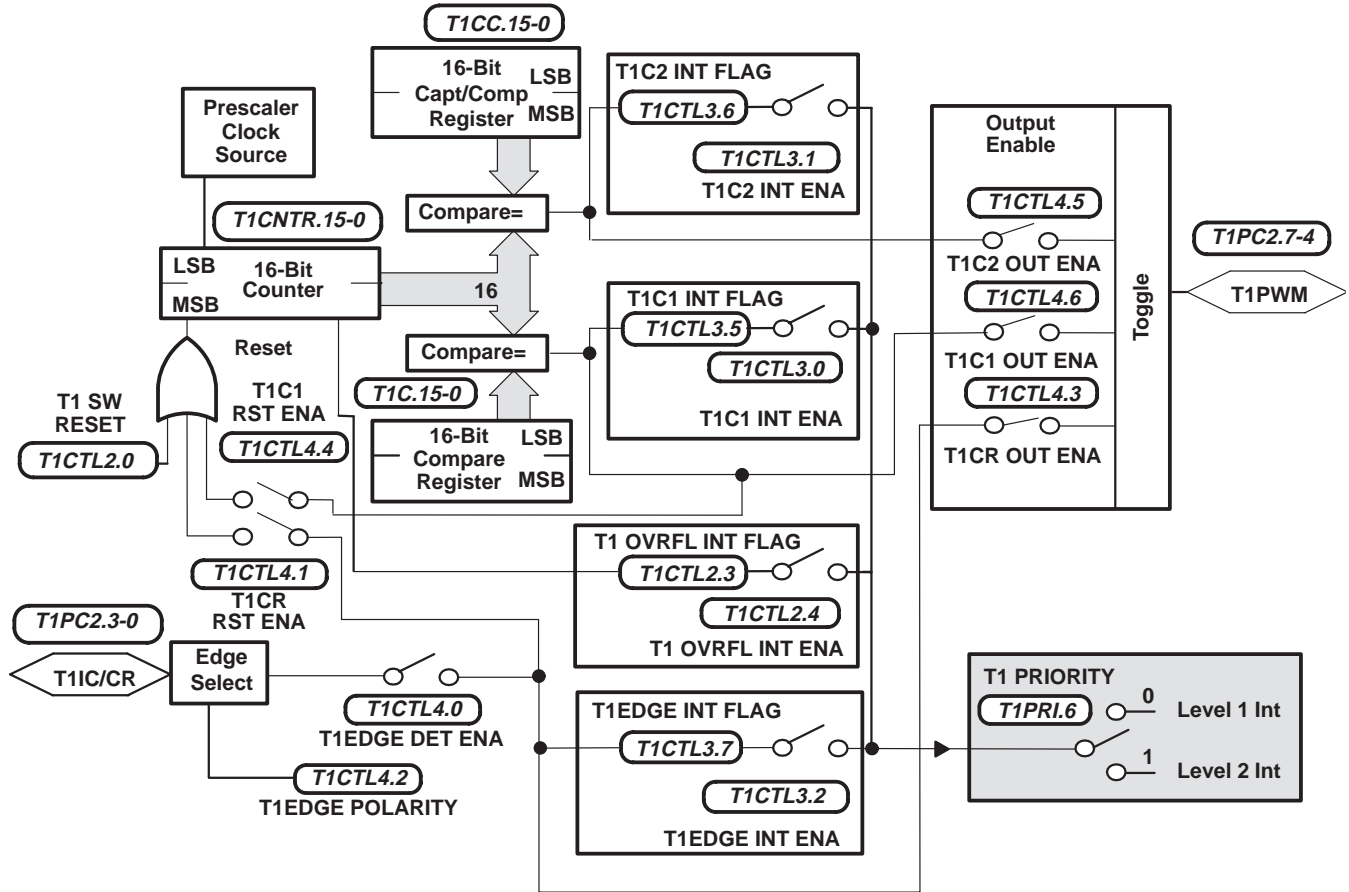 T1CC.15-0
16-Bit
Capt/Comp
Register
LSB
MSB
Prescaler
Clock
Source
T1CNTR.15-0
LSB
MSB
16-Bit
Counter
16
Compare=
Compare=
Reset
T1C.15-0
16-Bit
Compare
Register
LSB
MSB
T1 SW
RESET
T1CTL2.0
T1C1
RST ENA
T1CTL4.4
T1CTL4.1
T1CR
RST ENA
T1PC2.3-0
T1IC/CR
Edge
Select
T1CTL4.0
T1EDGE DET ENA
T1CTL4.2
T1EDGE POLARITY
T1C2 INT FLAG
T1CTL3.6
T1CTL3.1
T1C2 INT ENA
T1C1 INT FLAG
T1CTL3.5
T1CTL3.0
T1C1 INT ENA
T1 OVRFL INT FLAG
T1CTL2.3
T1CTL2.4
T1 OVRFL INT ENA
T1EDGE INT FLAG
T1CTL3.7
T1CTL3.2
T1EDGE INT ENA
Output
Enable
T1CTL4.5
T1C2 OUT ENA
T1CTL4.6
T1C1 OUT ENA
T1CTL4.3
T1CR OUT ENA
Toggle
T1PC2.7-4
T1PWM
T1 PRIORITY
T1PRI.6
0
Level 1 Int
1
Level 2 Int